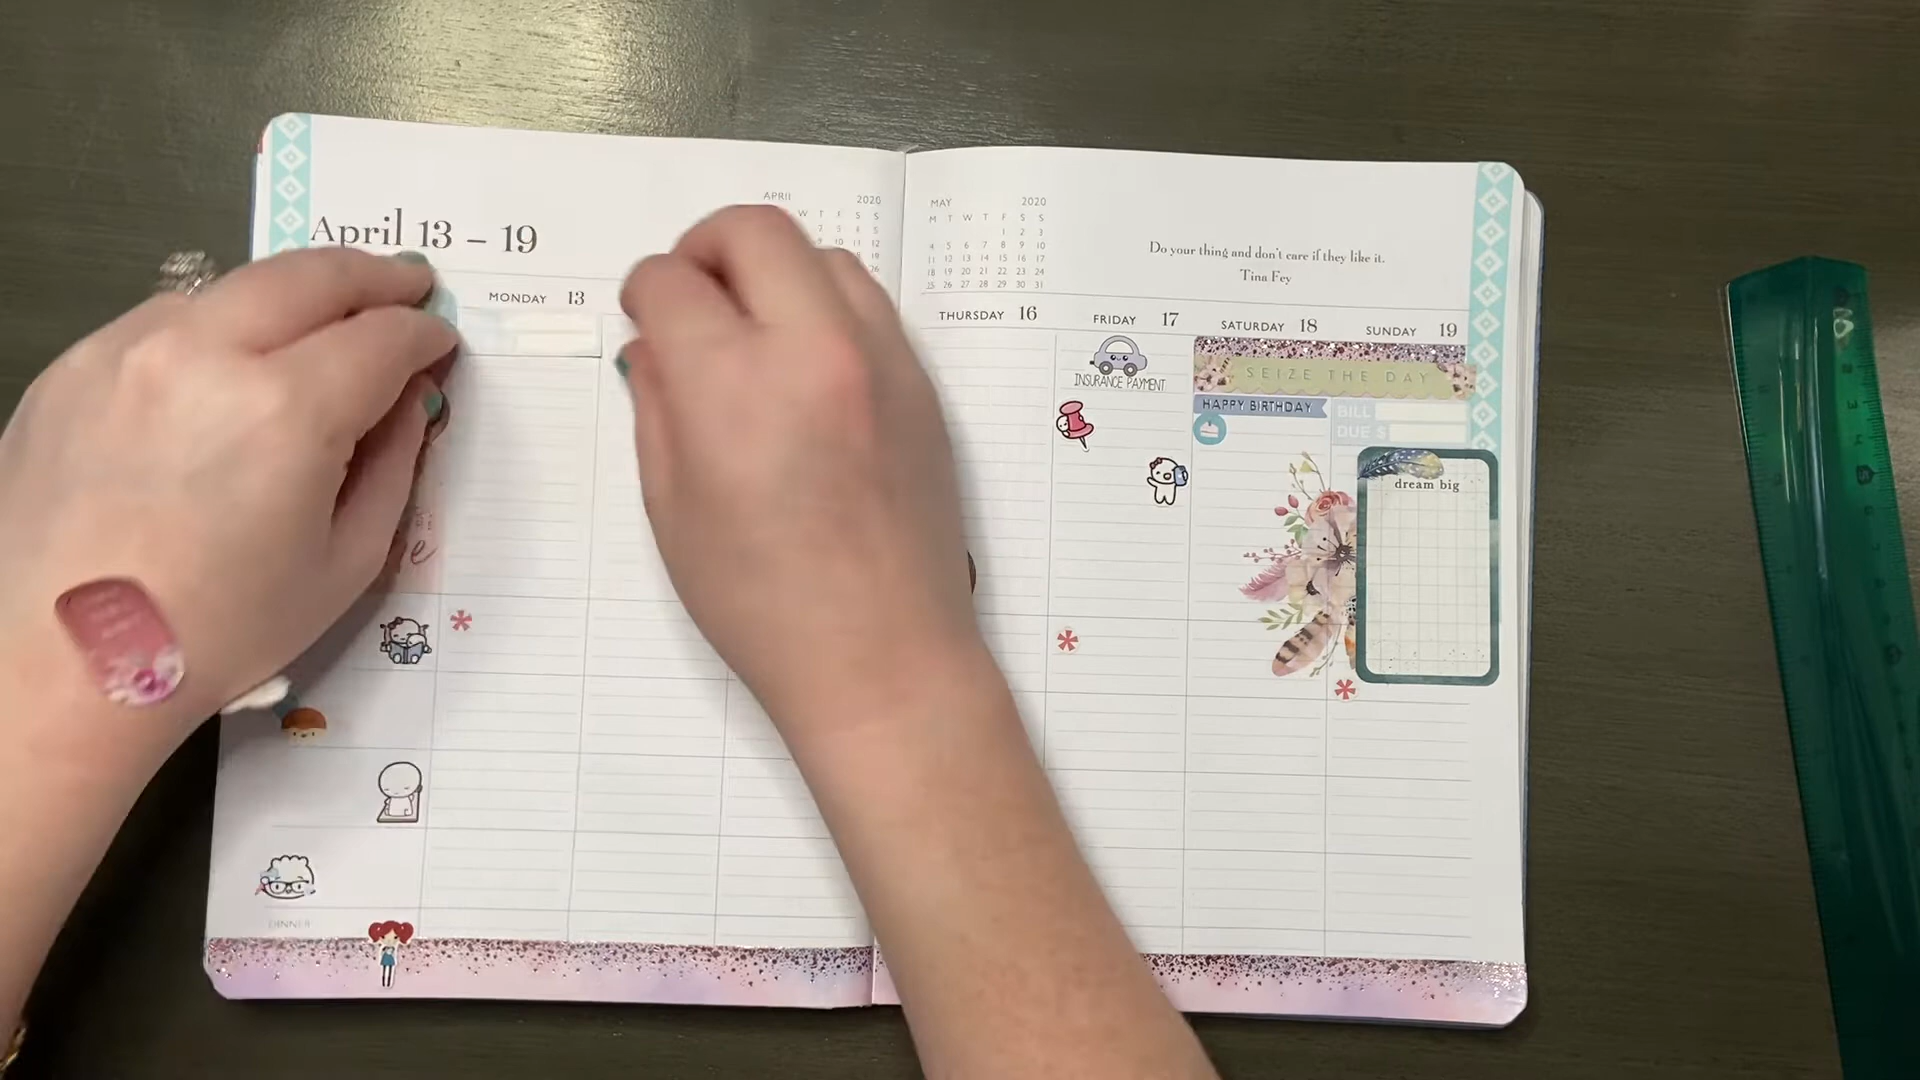 April 13 – 19
APRIL 2020
W T F S S
MAY 2020
M T W T F S S
1 2 3
4 5 6 7 8 9 10
11 12 13 14 15 16 17
18 19 20 21 22 23 24
25 26 27 28 29 30 31
Do your thing and don't care if they like it.
Tina Fey
MONDAY 13
THURSDAY 16
FRIDAY 17
SATURDAY 18
SUNDAY 19
INSURANCE PAYMENT
SEIZE THE DAY
HAPPY BIRTHDAY
BILL
DUE $
dream big
DINNER